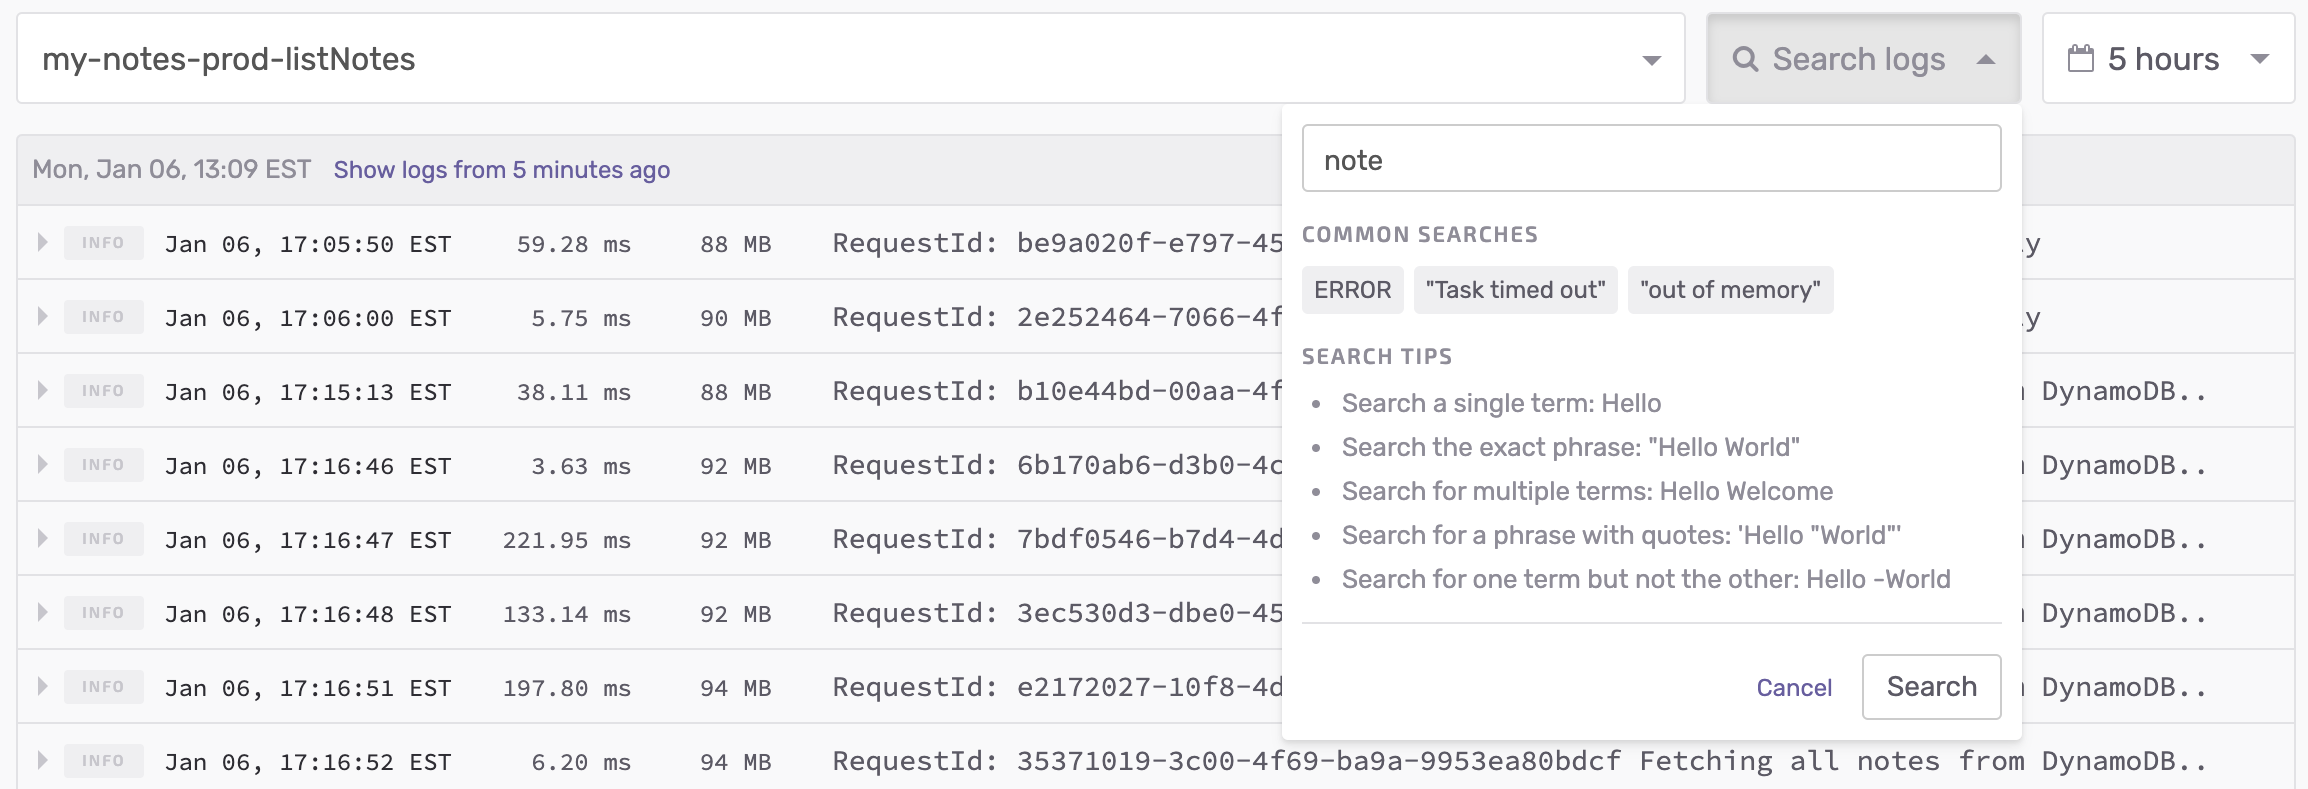 my-notes-prod-listNotes Search logs 5 hours
Mon, Jan 06, 13:09 EST Show logs from 5 minutes ago
note
INFO Jan 06, 17:05:50 EST 59.28 ms 88 MB RequestId: be9a020f-e797-45
COMMON SEARCHES
ERROR "Task timed out" "out of memory"
INFO Jan 06, 17:06:00 EST 5.75 ms 90 MB RequestId: 2e252464-7066-4f
SEARCH TIPS
INFO Jan 06, 17:15:13 EST 38.11 ms 88 MB RequestId: b10e44bd-00aa-4f DynamoDB..
• Search a single term: Hello
• Search the exact phrase: "Hello World"
INFO Jan 06, 17:16:46 EST 3.63 ms 92 MB RequestId: 6b170ab6-d3b0-4c DynamoDB..
• Search for multiple terms: Hello Welcome
• Search for a phrase with quotes: 'Hello "World"'
INFO Jan 06, 17:16:47 EST 221.95 ms 92 MB RequestId: 7bdf0546-b7d4-4d DynamoDB..
• Search for one term but not the other: Hello -World
INFO Jan 06, 17:16:48 EST 133.14 ms 92 MB RequestId: 3ec530d3-dbe0-45 DynamoDB..
Cancel Search
INFO Jan 06, 17:16:51 EST 197.80 ms 94 MB RequestId: e2172027-10f8-4d DynamoDB..
INFO Jan 06, 17:16:52 EST 6.20 ms 94 MB RequestId: 35371019-3c00-4f69-ba9a-9953ea80bdcf Fetching all notes from DynamoDB..